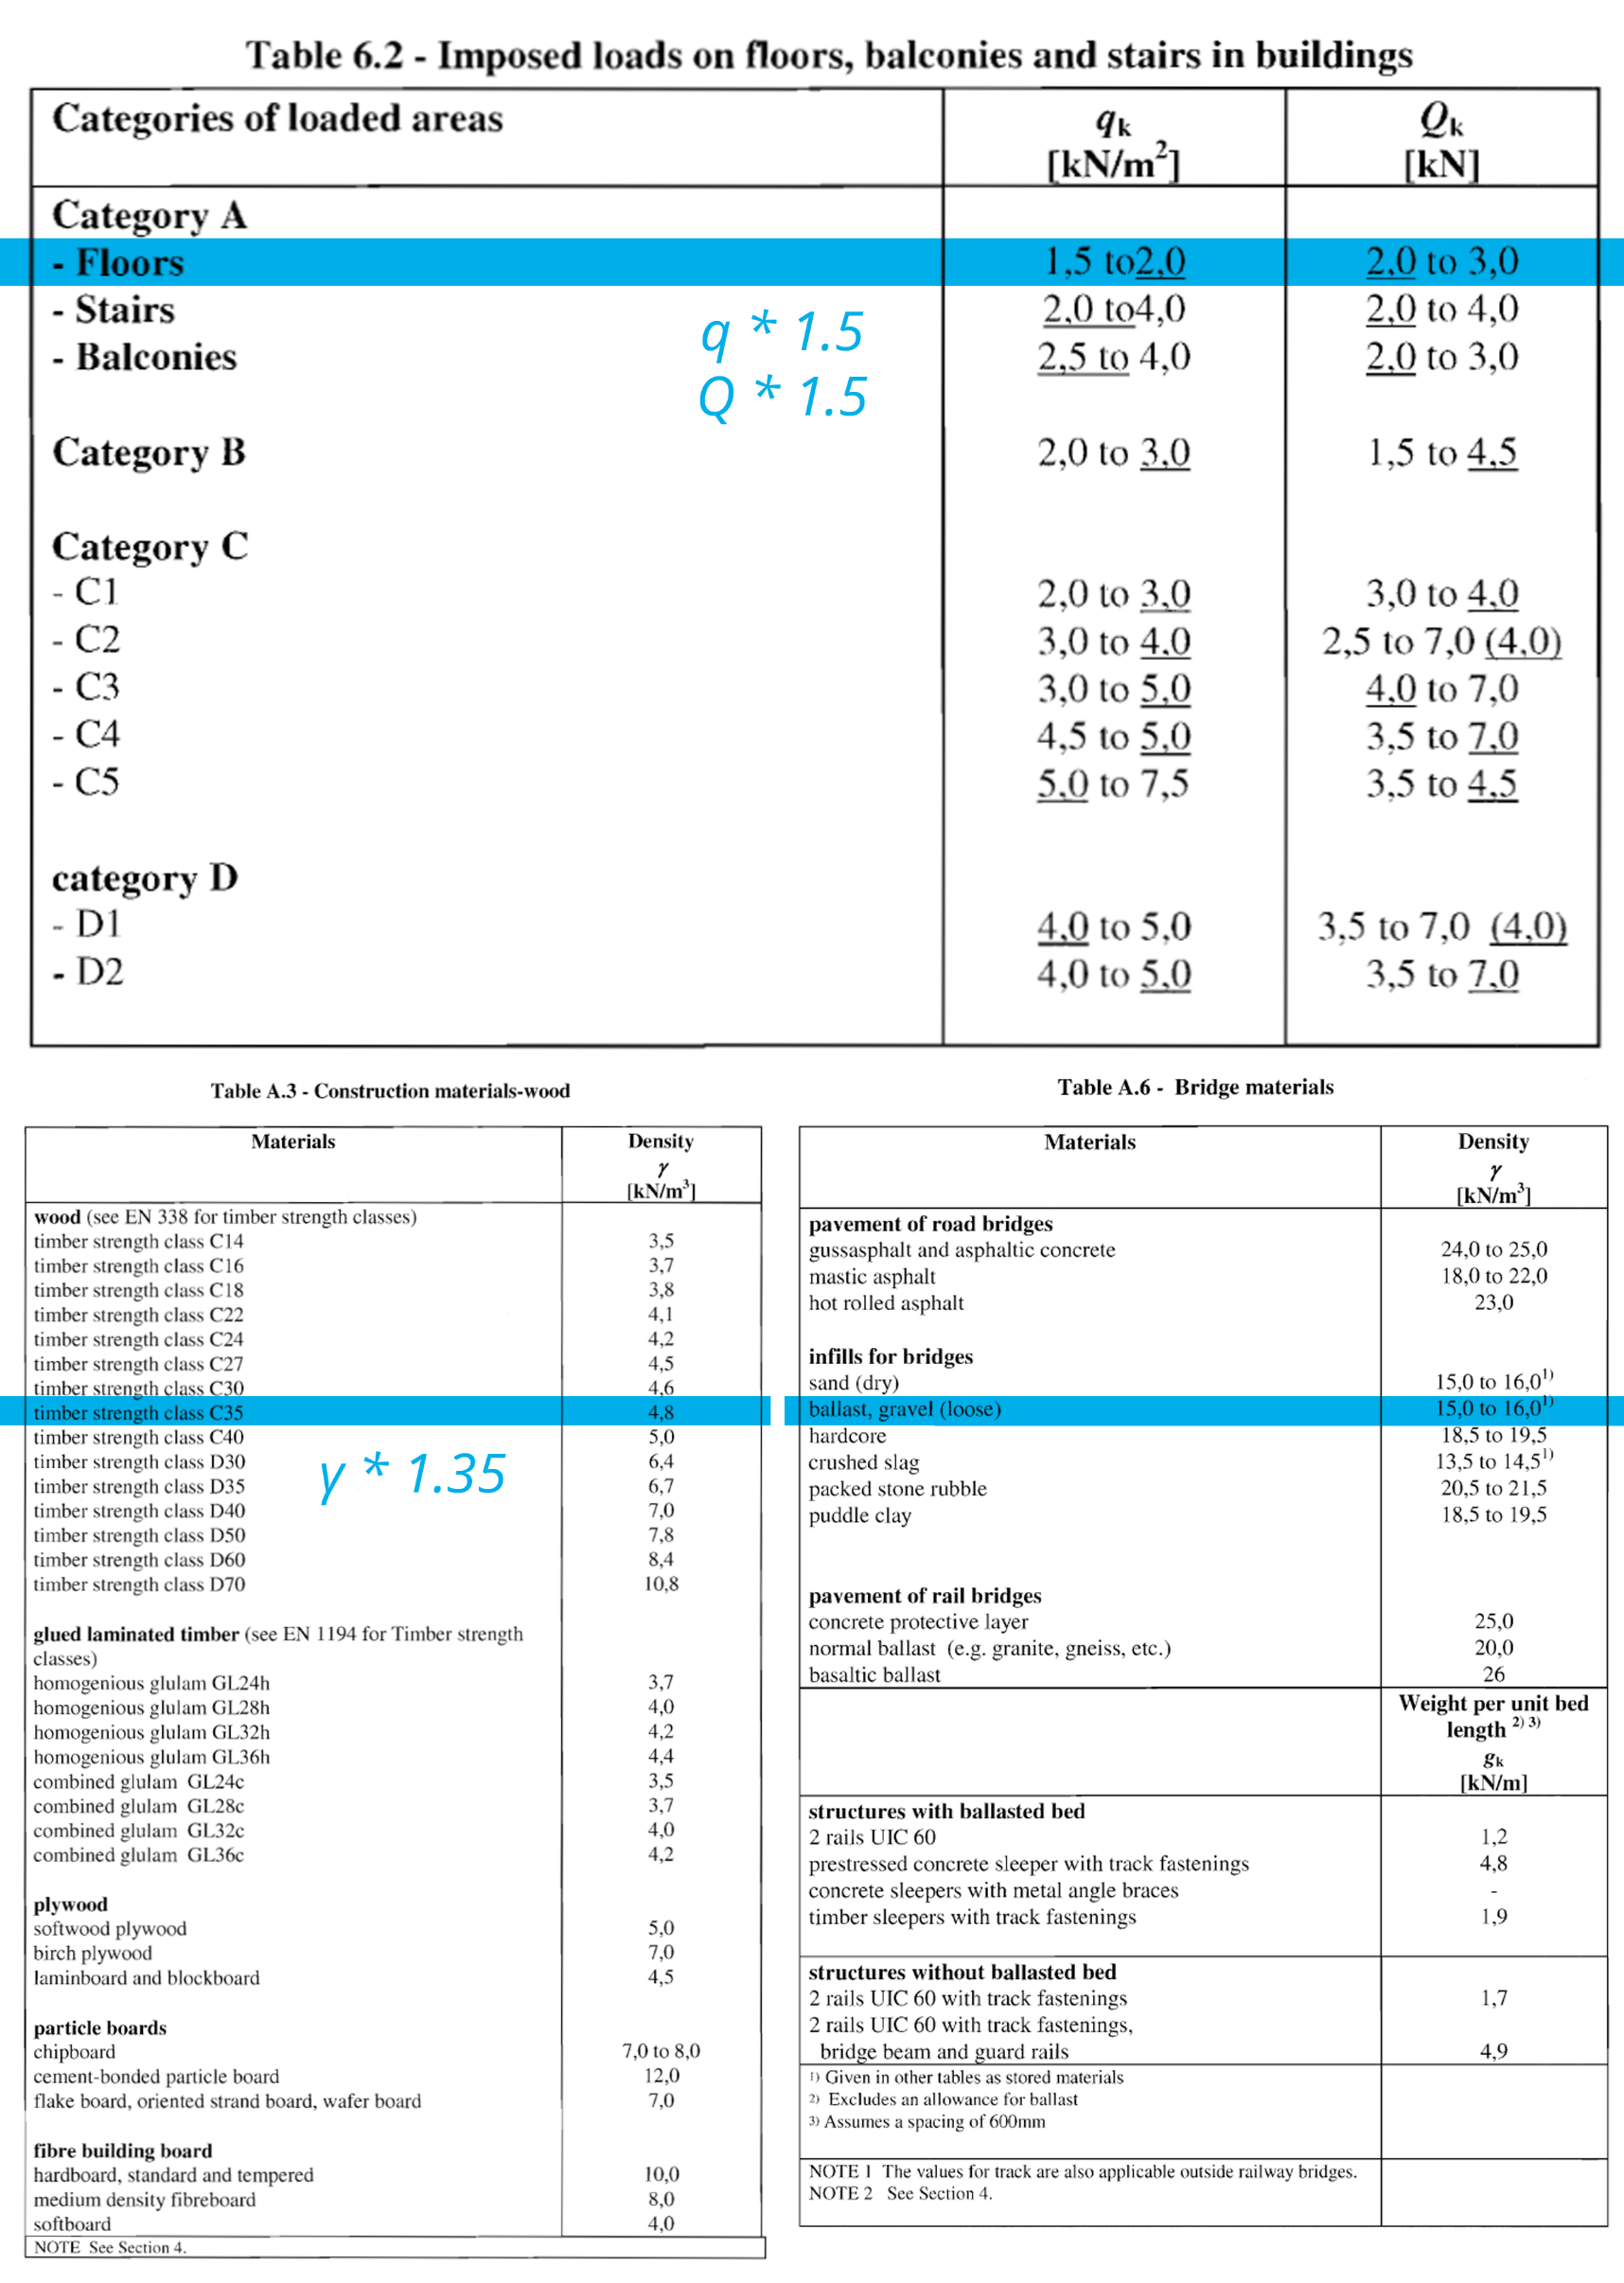 Table 6.2 - Imposed loads on floors, balconies and stairs in buildings
Categories of loaded areas qk [kN/m²] Qk [kN]
Category A
- Floors 1,5 to2,0 2,0 to 3,0
- Stairs 2,0 to4,0 2,0 to 4,0
- Balconies 2,5 to 4,0 2,0 to 3,0
q * 1.5
Q * 1.5
Category B 2,0 to 3,0 1,5 to 4,5
Category C
- C1 2,0 to 3,0 3,0 to 4,0
- C2 3,0 to 4,0 2,5 to 7,0 (4,0)
- C3 3,0 to 5,0 4,0 to 7,0
- C4 4,5 to 5,0 3,5 to 7,0
- C5 5,0 to 7,5 3,5 to 4,5
category D
- D1 4,0 to 5,0 3,5 to 7,0 (4,0)
- D2 4,0 to 5,0 3,5 to 7,0
Table A.3 - Construction materials-wood
Materials Density
γ
[kN/m³]
wood (see EN 338 for timber strength classes)
timber strength class C14 3,5
timber strength class C16 3,7
timber strength class C18 3,8
timber strength class C22 4,1
timber strength class C24 4,2
timber strength class C27 4,5
timber strength class C30 4,6
timber strength class C35 4,8
timber strength class C40 5,0
timber strength class D30 6,4
timber strength class D35 6,7
timber strength class D40 7,0
timber strength class D50 7,8
timber strength class D60 8,4
timber strength class D70 10,8
γ * 1.35
glued laminated timber (see EN 1194 for Timber strength
classes)
homogenious glulam GL24h 3,7
homogenious glulam GL28h 4,0
homogenious glulam GL32h 4,2
homogenious glulam GL36h 4,4
combined glulam GL24c 3,5
combined glulam GL28c 3,7
combined glulam GL32c 4,0
combined glulam GL36c 4,2
plywood
softwood plywood 5,0
birch plywood 7,0
laminboard and blockboard 4,5
particle boards
chipboard 7,0 to 8,0
cement-bonded particle board 12,0
flake board, oriented strand board, wafer board 7,0
fibre building board
hardboard, standard and tempered 10,0
medium density fibreboard 8,0
softboard 4,0
NOTE See Section 4.
Table A.6 - Bridge materials
Materials Density
γ
[kN/m³]
pavement of road bridges
gussasphalt and asphaltic concrete 24,0 to 25,0
mastic asphalt 18,0 to 22,0
hot rolled asphalt 23,0
infills for bridges
sand (dry) 15,0 to 16,0¹⁾
ballast, gravel (loose) 15,0 to 16,0¹⁾
hardcore 18,5 to 19,5
crushed slag 13,5 to 14,5¹⁾
packed stone rubble 20,5 to 21,5
puddle clay 18,5 to 19,5
pavement of rail bridges
concrete protective layer 25,0
normal ballast (e.g. granite, gneiss, etc.) 20,0
basaltic ballast 26
Weight per unit bed
length ²⁾ ³⁾
gk
[kN/m]
structures with ballasted bed
2 rails UIC 60 1,2
prestressed concrete sleeper with track fastenings 4,8
concrete sleepers with metal angle braces -
timber sleepers with track fastenings 1,9
structures without ballasted bed
2 rails UIC 60 with track fastenings 1,7
2 rails UIC 60 with track fastenings,
bridge beam and guard rails 4,9
¹⁾ Given in other tables as stored materials
²⁾ Excludes an allowance for ballast
³⁾ Assumes a spacing of 600mm
NOTE 1 The values for track are also applicable outside railway bridges.
NOTE 2 See Section 4.